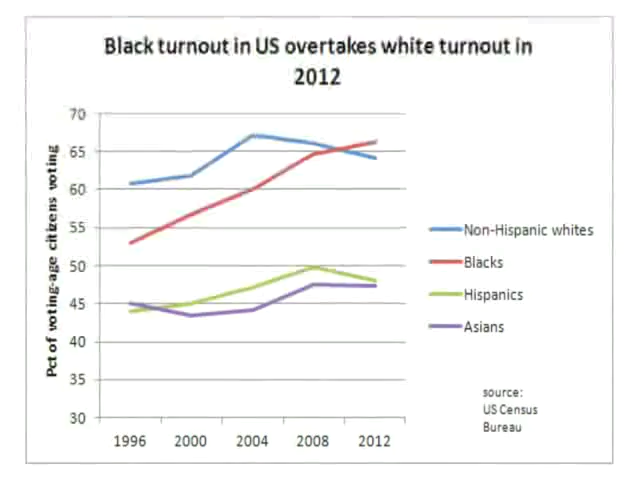 Black turnout in US overtakes white turnout in
2012
Pct of voting-age citizens voting
70
65
60
55
50
45
40
35
30
1996 2000 2004 2008 2012
Non-Hispanic whites
Blacks
Hispanics
Asians
source:
US Census
Bureau